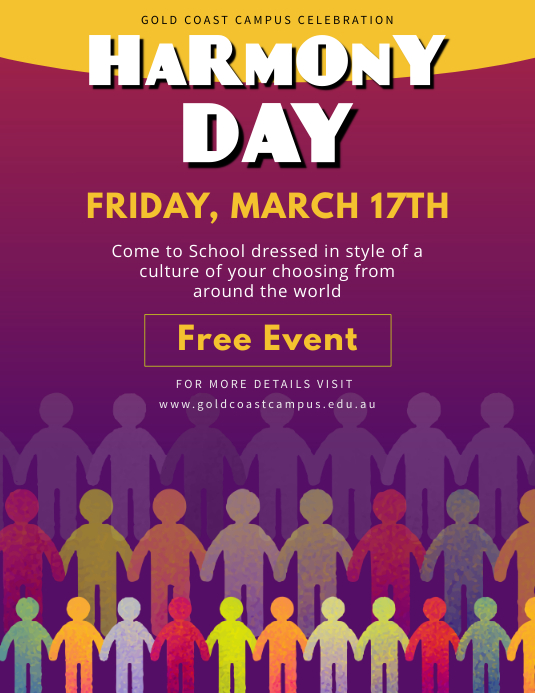 GOLD COAST CAMPUS CELEBRATION
HARMONY
DAY
FRIDAY, MARCH 17TH
Come to School dressed in style of a
culture of your choosing from
around the world
Free Event
FOR MORE DETAILS VISIT
www.goldcoastcampus.edu.au